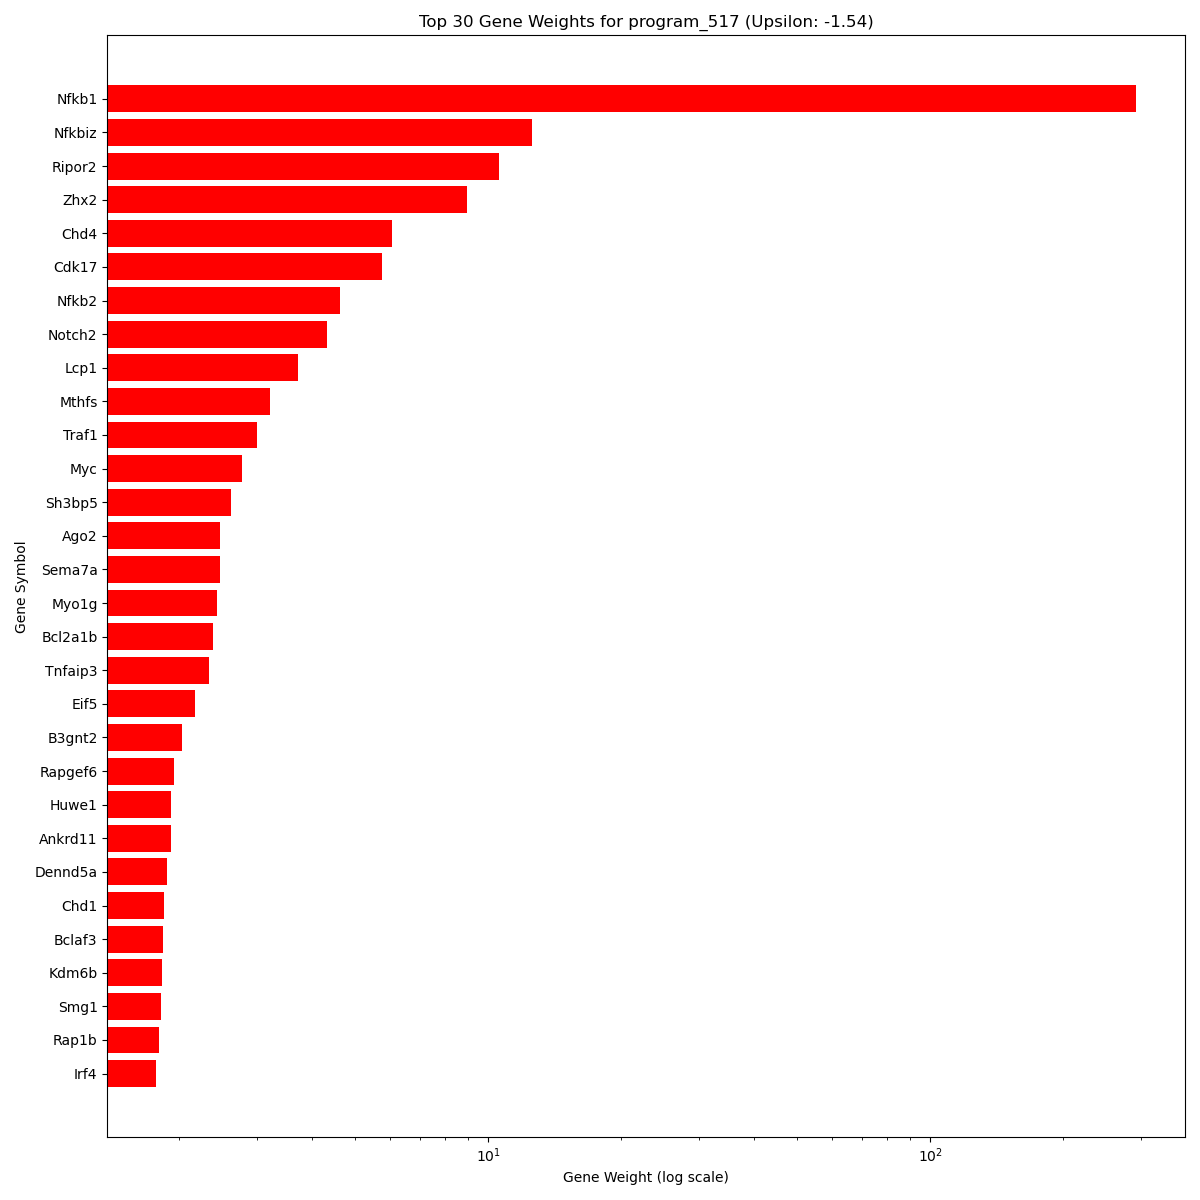 Top 30 Gene Weights for program_517 (Upsilon: -1.54)
Nfkb1
Nfkbiz
Ripor2
Zhx2
Chd4
Cdk17
Nfkb2
Notch2
Lcp1
Mthfs
Traf1
Myc
Sh3bp5
Ago2
Sema7a
Myo1g
Bcl2a1b
Tnfaip3
Eif5
B3gnt2
Rapgef6
Huwe1
Ankrd11
Dennd5a
Chd1
Bclaf3
Kdm6b
Smg1
Rap1b
Irf4
Gene Symbol
10¹ 10²
Gene Weight (log scale)